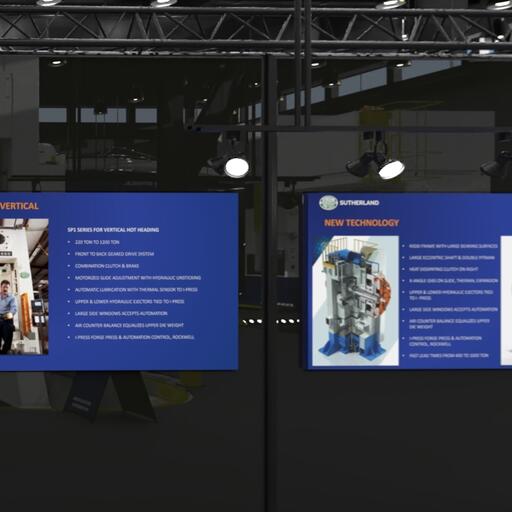 VERTICAL
SP1 SERIES FOR VERTICAL HOT HEADING
• 220 TON TO 1200 TON
• FRONT TO BACK GEARED DRIVE SYSTEM
• COMBINATION CLUTCH & BRAKE
• MOTORIZED SLIDE ADJUSTMENT WITH HYDRAULIC UNSTICKING
• AUTOMATIC LUBRICATION WITH THERMAL SENSOR TO I-PRESS
• UPPER & LOWER HYDRAULIC EJECTORS TIED TO I-PRESS
• LARGE SIDE WINDOWS ACCEPTS AUTOMATION
• AIR COUNTER BALANCE EQUALIZES UPPER DIE WEIGHT
• I-PRESS FORGE PRESS & AUTOMATION CONTROL, ROCKWELL
SUTHERLAND
NEW TECHNOLOGY
• RIGID FRAME WITH LARGE BEARING SURFACES
• LARGE ECCENTRIC SHAFT & DOUBLE PITMAN
• HEAT DISSIPATING CLUTCH ON RIGHT
• X-ANGLE GIBS ON SLIDE, THERMAL EXPANSION
• UPPER & LOWER HYDRAULIC EJECTORS TIED
TO I-PRESS
• LARGE SIDE WINDOWS ACCEPTS AUTOMATION
• AIR COUNTER BALANCE EQUALIZES UPPER
DIE WEIGHT
• I-PRESS FORGE PRESS & AUTOMATION
CONTROL, ROCKWELL
• FAST LEAD TIMES FROM 400 TO 1000 TON